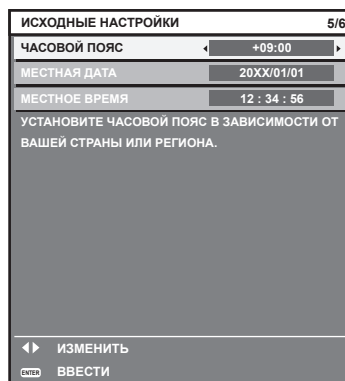 ИСХОДНЫЕ НАСТРОЙКИ 5/6
ЧАСОВОЙ ПОЯС +09:00
МЕСТНАЯ ДАТА 20XX/01/01
МЕСТНОЕ ВРЕМЯ 12 : 34 : 56
УСТАНОВИТЕ ЧАСОВОЙ ПОЯС В ЗАВИСИМОСТИ ОТ
ВАШЕЙ СТРАНЫ ИЛИ РЕГИОНА.
ИЗМЕНИТЬ
ENTER ВВЕСТИ